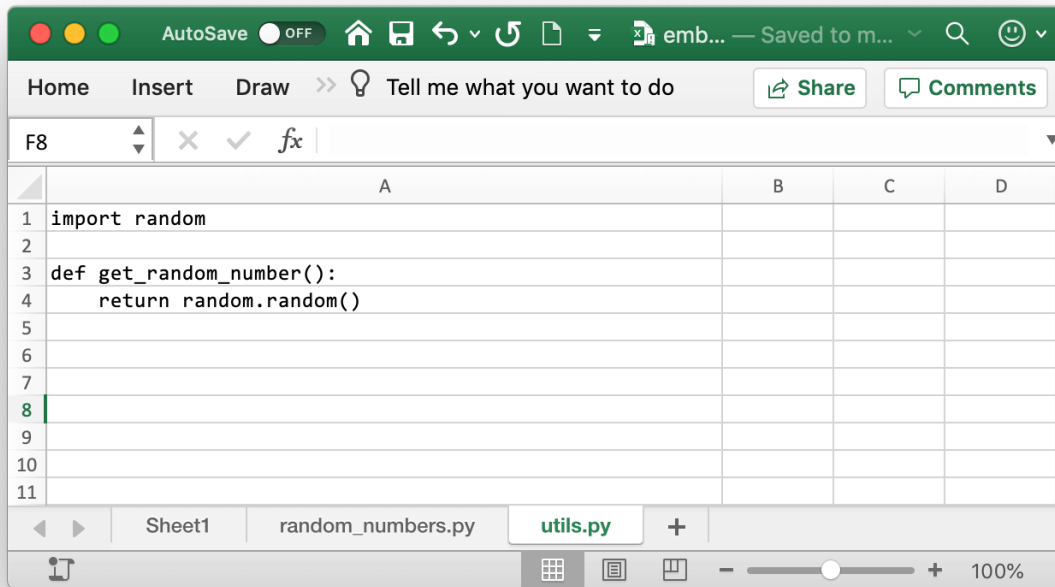 AutoSave OFF emb... — Saved to m...
Home Insert Draw Tell me what you want to do Share Comments
F8 fx
A B C D
1 import random
2
3 def get_random_number():
4     return random.random()
5
6
7
8
9
10
11
Sheet1 random_numbers.py utils.py +
100%